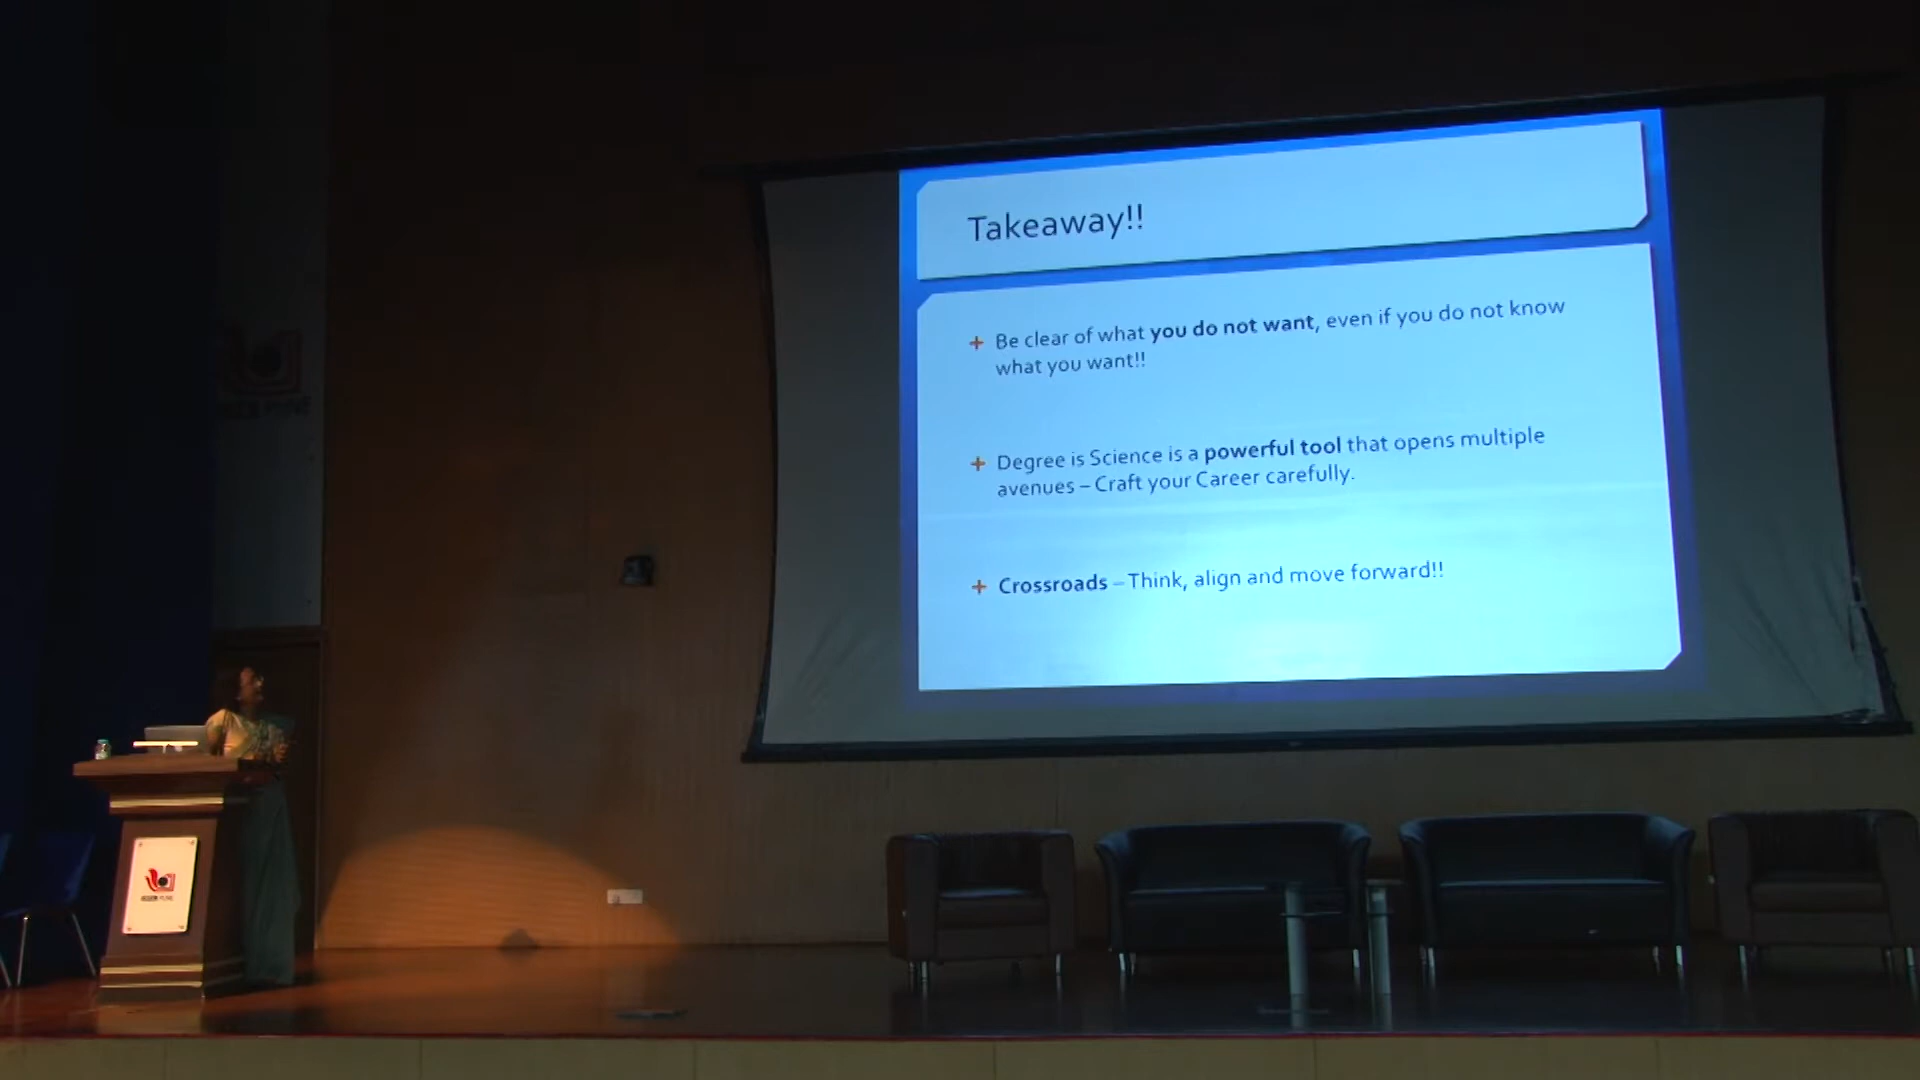 Takeaway!!
Be clear of what you do not want, even if you do not know
what you want!!
Degree is Science is a powerful tool that opens multiple
avenues – Craft your Career carefully.
Crossroads – Think, align and move forward!!